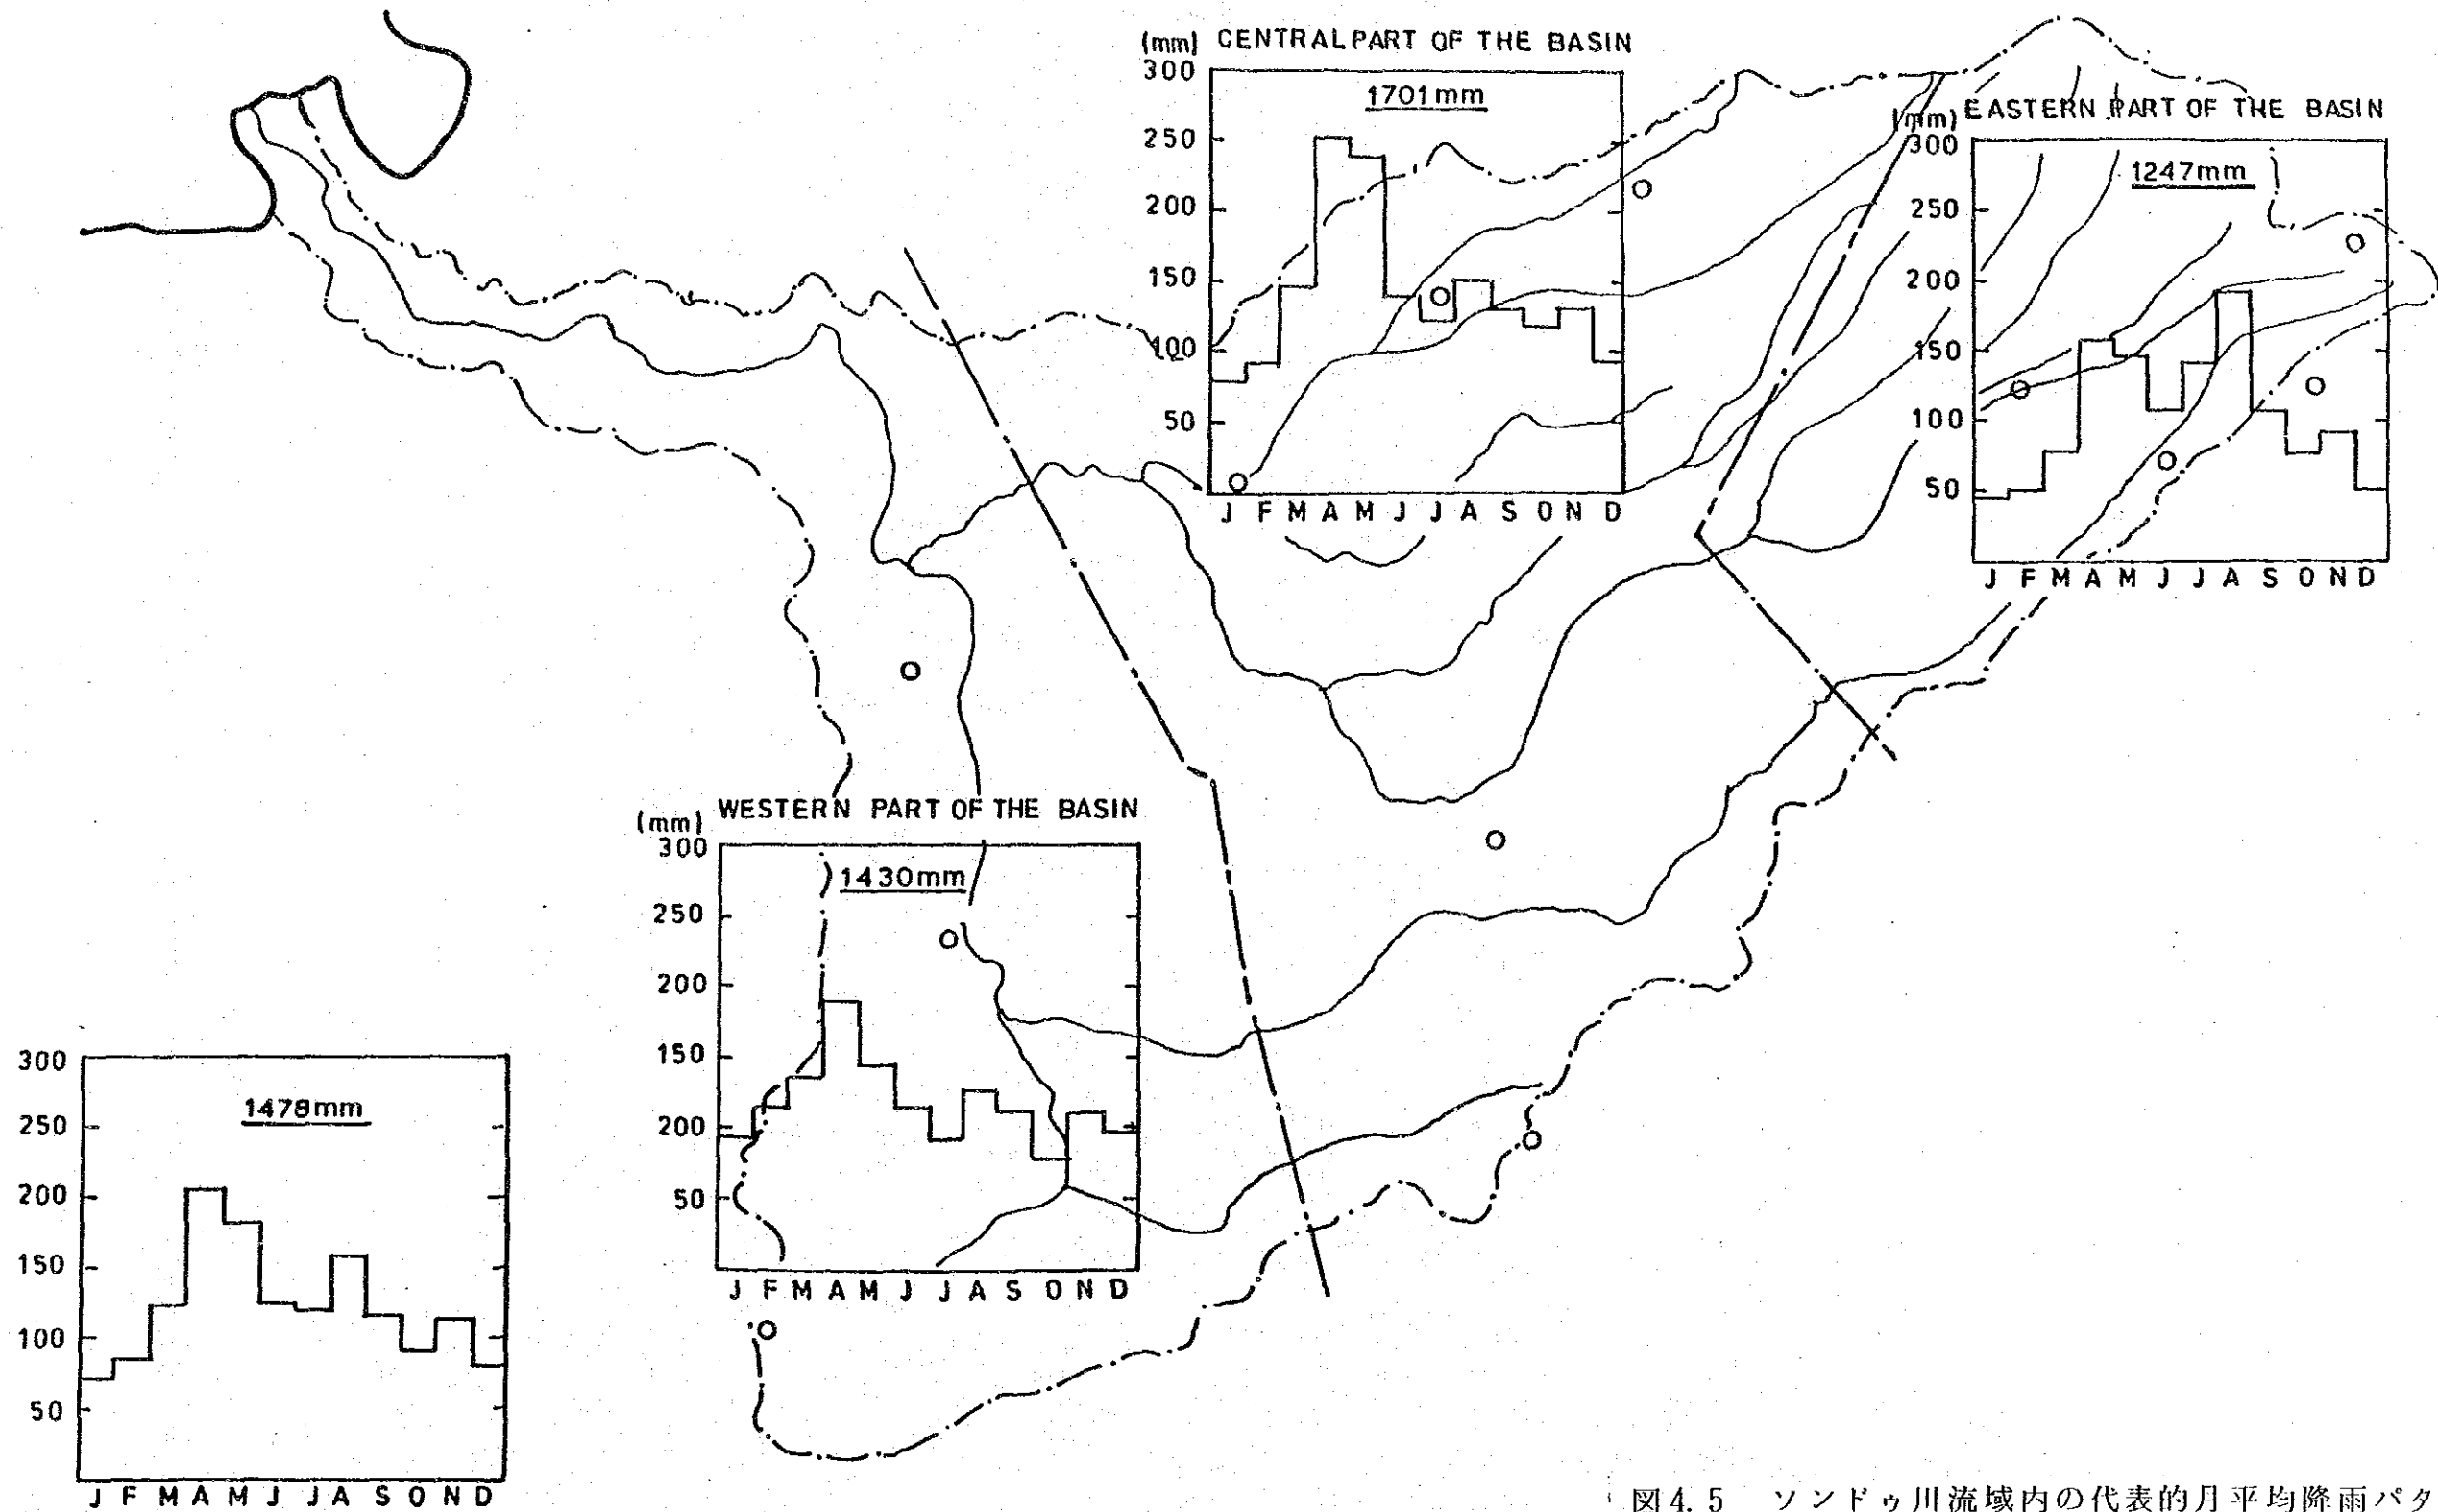 (mm) CENTRAL PART OF THE BASIN
300
1701mm
250
200
150
100
50
J F M A M J J A S O N D
(mm) EASTERN PART OF THE BASIN
300
1247mm
250
200
150
100
50
J F M A M J J A S O N D
(mm) WESTERN PART OF THE BASIN
300
1430mm
250
200
150
200
50
J F M A M J J A S O N D
300
1478mm
250
200
150
100
50
J F M A M J J A S O N D
図4.5 ソンドゥ川流域内の代表的月平均降雨パタ